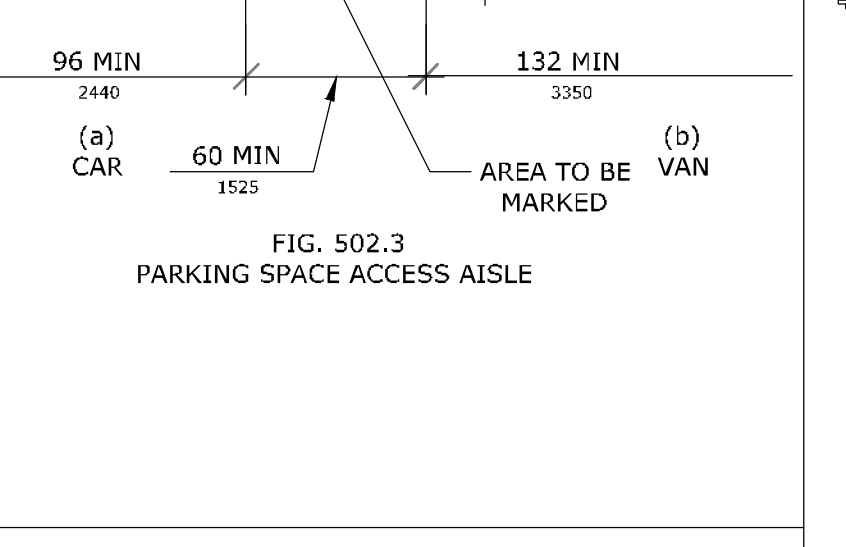 96 MIN
2440
132 MIN
3350
(a)
CAR
60 MIN
1525
AREA TO BE
MARKED
(b)
VAN
FIG. 502.3
PARKING SPACE ACCESS AISLE